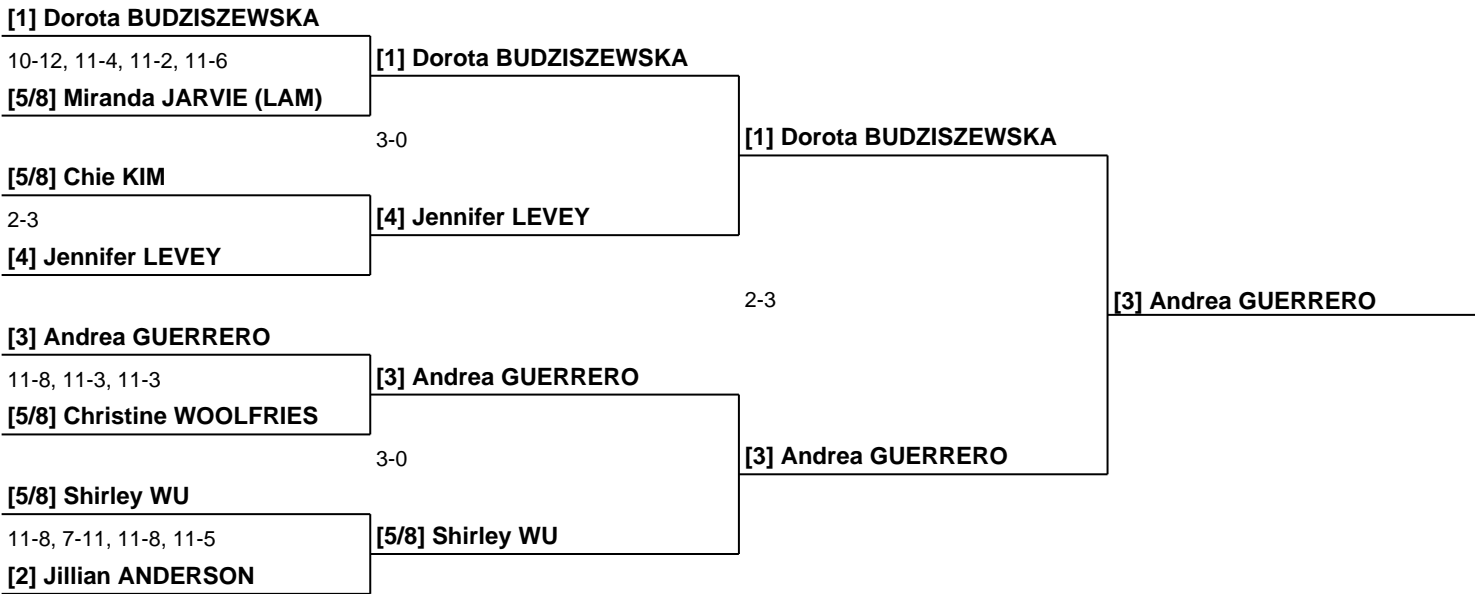 [1] Dorota BUDZISZEWSKA
10-12, 11-4, 11-2, 11-6
[5/8] Miranda JARVIE (LAM)
[5/8] Chie KIM
2-3
[4] Jennifer LEVEY
[3] Andrea GUERRERO
11-8, 11-3, 11-3
[5/8] Christine WOOLFRIES
[5/8] Shirley WU
11-8, 7-11, 11-8, 11-5
[2] Jillian ANDERSON
[1] Dorota BUDZISZEWSKA
3-0
[4] Jennifer LEVEY
[3] Andrea GUERRERO
3-0
[5/8] Shirley WU
[1] Dorota BUDZISZEWSKA
2-3
[3] Andrea GUERRERO
[3] Andrea GUERRERO